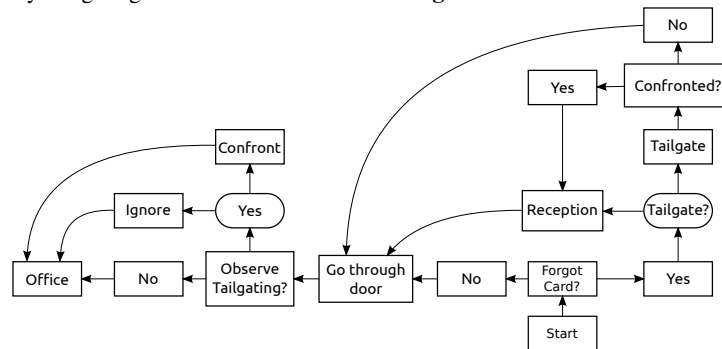 No
Yes
Confronted?
Confront
Tailgate
Ignore
Yes
Reception
Tailgate?
Office
No
Observe
Tailgating?
Go through
door
No
Forgot
Card?
Yes
Start